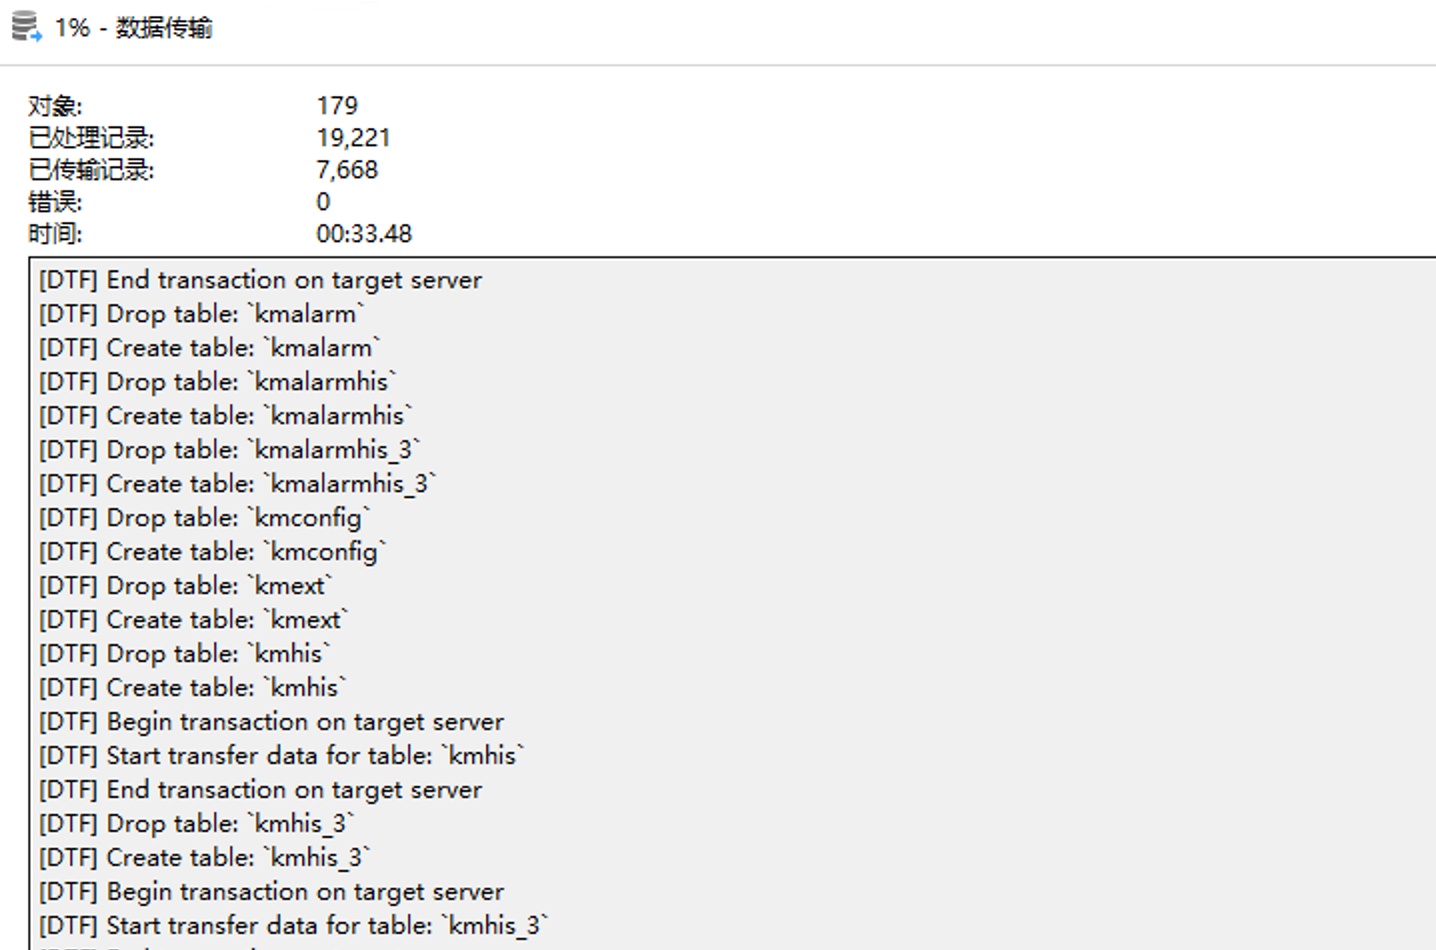 1% - 数据传输
对象: 179
已处理记录: 19,221
已传输记录: 7,668
错误: 0
时间: 00:33.48
[DTF] End transaction on target server
[DTF] Drop table: `kmalarm`
[DTF] Create table: `kmalarm`
[DTF] Drop table: `kmalarmhis`
[DTF] Create table: `kmalarmhis`
[DTF] Drop table: `kmalarmhis_3`
[DTF] Create table: `kmalarmhis_3`
[DTF] Drop table: `kmconfig`
[DTF] Create table: `kmconfig`
[DTF] Drop table: `kmext`
[DTF] Create table: `kmext`
[DTF] Drop table: `kmhis`
[DTF] Create table: `kmhis`
[DTF] Begin transaction on target server
[DTF] Start transfer data for table: `kmhis`
[DTF] End transaction on target server
[DTF] Drop table: `kmhis_3`
[DTF] Create table: `kmhis_3`
[DTF] Begin transaction on target server
[DTF] Start transfer data for table: `kmhis_3`